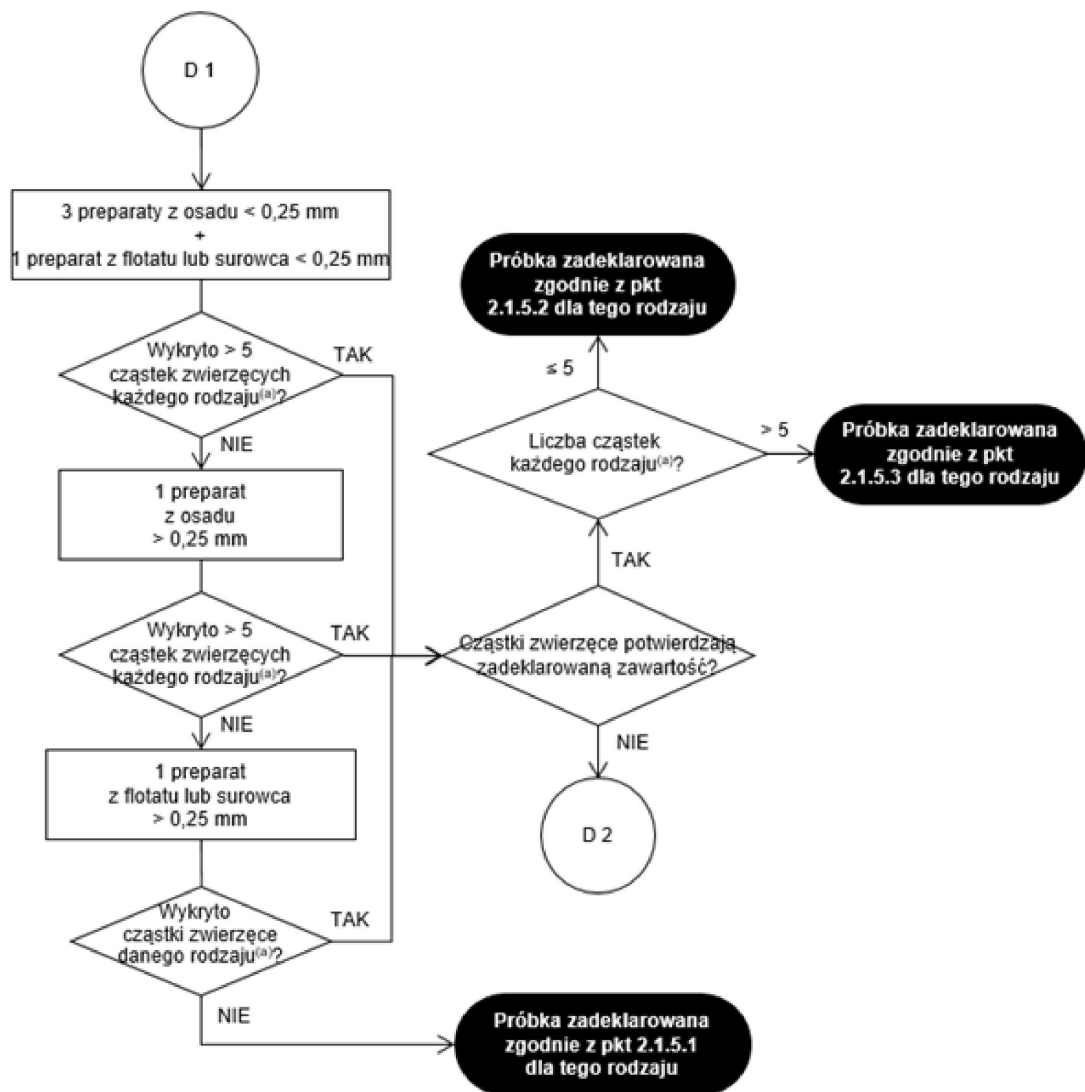 D 1
3 preparaty z osadu < 0,25 mm
+
1 preparat z flotatu lub surowca < 0,25 mm
Wykryto > 5
cząstek zwierzęcych
każdego rodzaju(a)?
TAK
NIE
1 preparat
z osadu
> 0,25 mm
Wykryto > 5
cząstek zwierzęcych
każdego rodzaju(a)?
TAK
NIE
1 preparat
z flotatu lub surowca
> 0,25 mm
Wykryto
cząstki zwierzęce
danego rodzaju(a)?
TAK
NIE
Próbka zadeklarowana
zgodnie z pkt 2.1.5.1
dla tego rodzaju
Próbka zadeklarowana
zgodnie z pkt
2.1.5.2 dla tego rodzaju
≤ 5
Liczba cząstek
każdego rodzaju(a)?
> 5
Próbka zadeklarowana
zgodnie z pkt
2.1.5.3 dla tego rodzaju
TAK
Cząstki zwierzęce potwierdzają
zadeklarowaną zawartość?
NIE
D 2